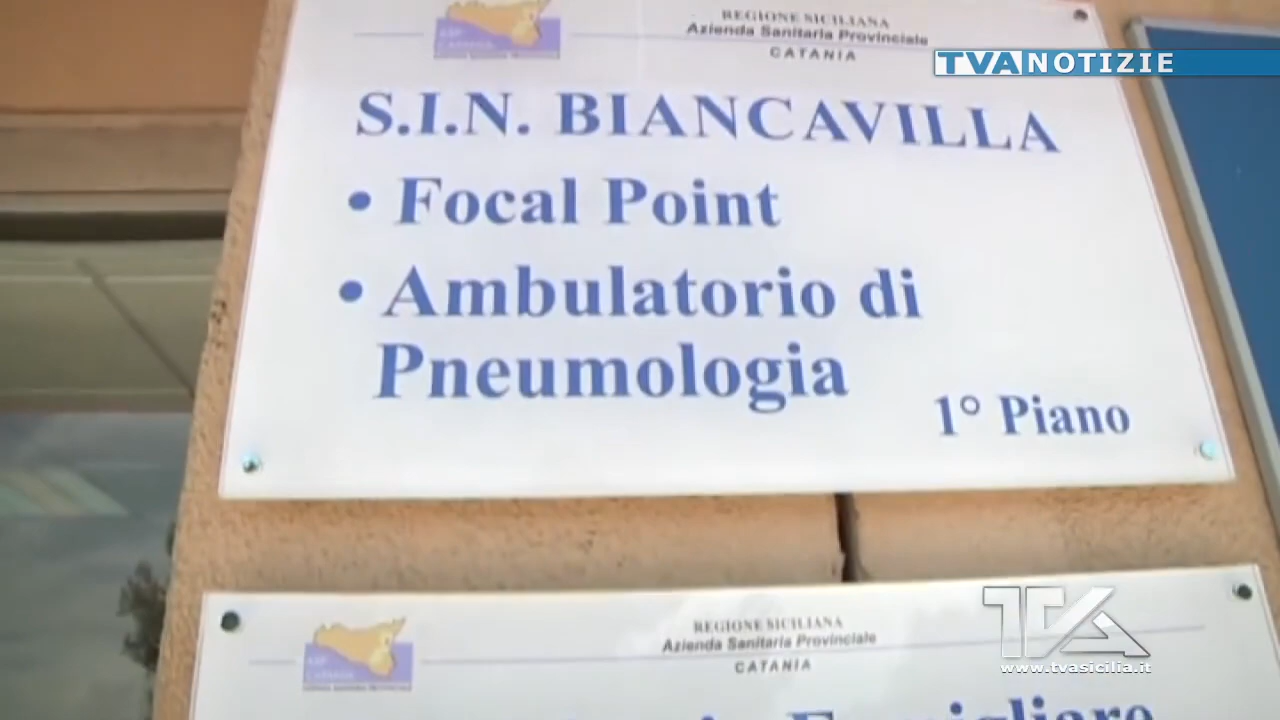 REGIONE SICILIANA
Azienda Sanitaria Provinciale
CATANIA
TVANOTIZIE
S.I.N. BIANCAVILLA
• Focal Point
• Ambulatorio di
Pneumologia
1° Piano
REGIONE SICILIANA
Azienda Sanitaria Provinciale
CATANIA
TVA
www.tvasicilia.it